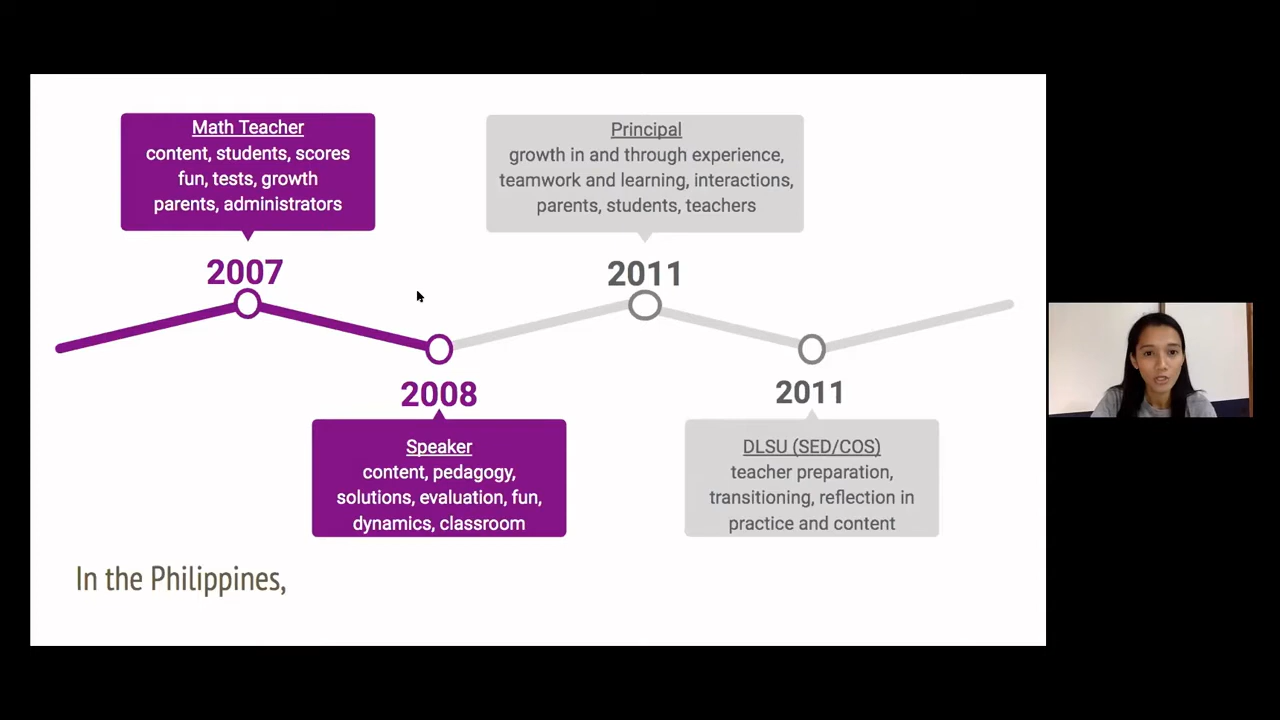 Math Teacher
content, students, scores
fun, tests, growth
parents, administrators
2007
2008
Speaker
content, pedagogy,
solutions, evaluation, fun,
dynamics, classroom
Principal
growth in and through experience,
teamwork and learning, interactions,
parents, students, teachers
2011
2011
DLSU (SED/COS)
teacher preparation,
transitioning, reflection in
practice and content
In the Philippines,